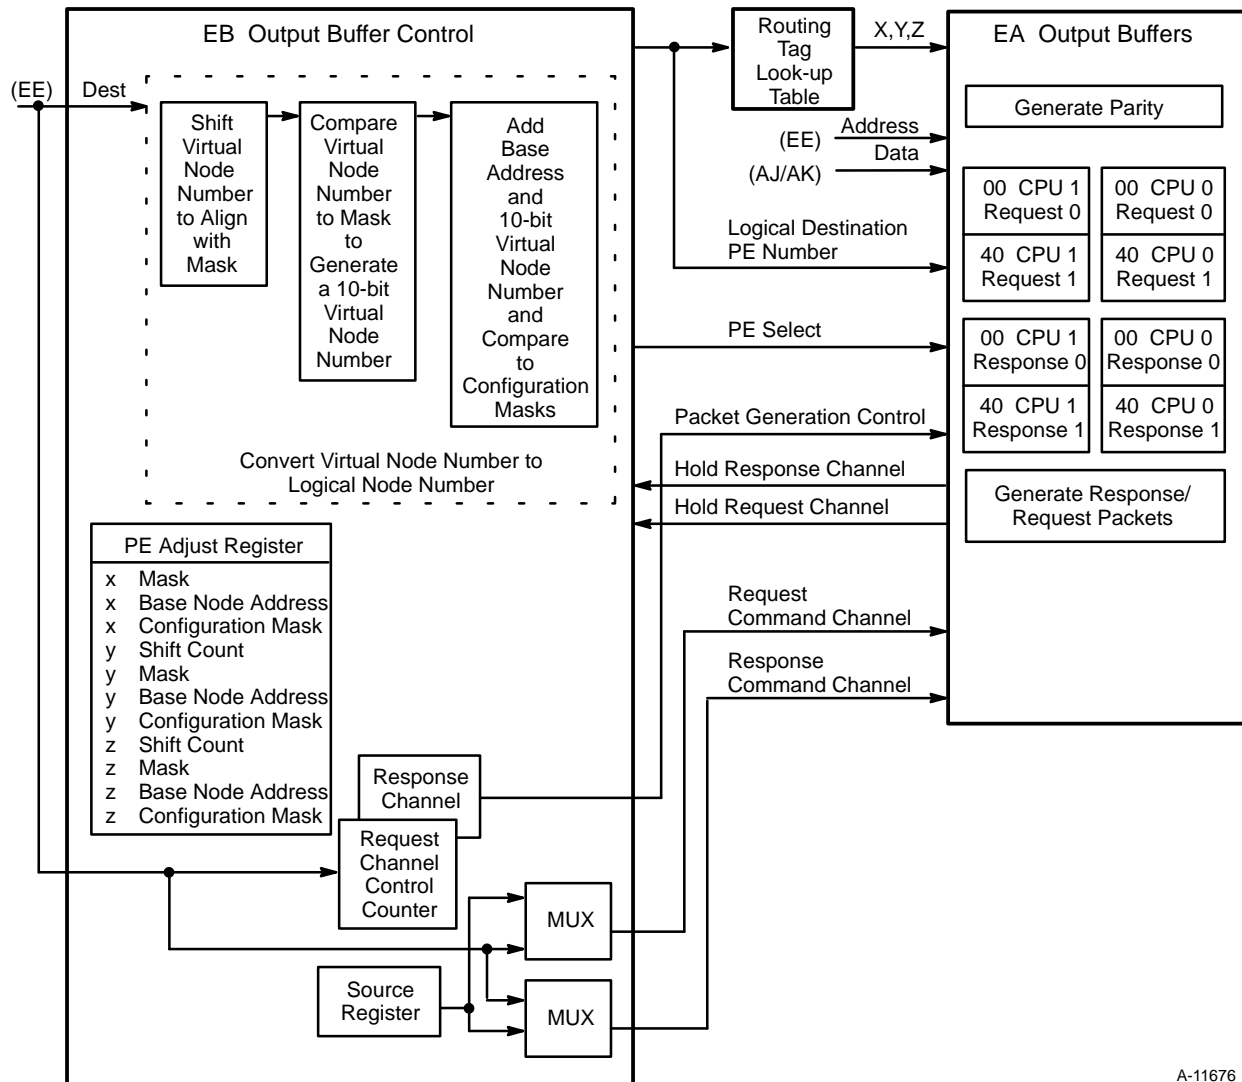 EB Output Buffer Control
(EE)
Dest
Shift
Virtual
Node
Number
to Align
with
Mask
Compare
Virtual
Node
Number
to Mask
to
Generate
a 10-bit
Virtual
Node
Number
Add
Base
Address
and
10-bit
Virtual
Node
Number
and
Compare
to
Configuration
Masks
Convert Virtual Node Number to
Logical Node Number
PE Adjust Register
x Mask
x Base Node Address
x Configuration Mask
y Shift Count
y Mask
y Base Node Address
y Configuration Mask
z Shift Count
z Mask
z Base Node Address
z Configuration Mask
Response
Channel
Request
Channel
Control
Counter
MUX
Source
Register
MUX
Routing
Tag
Look-up
Table
X,Y,Z
(EE)
Address
Data
(AJ/AK)
Logical Destination
PE Number
PE Select
Packet Generation Control
Hold Response Channel
Hold Request Channel
Request
Command Channel
Response
Command Channel
EA Output Buffers
Generate Parity
00 CPU 1
Request 0
00 CPU 0
Request 0
40 CPU 1
Request 1
40 CPU 0
Request 1
00 CPU 1
Response 0
00 CPU 0
Response 0
40 CPU 1
Response 1
40 CPU 0
Response 1
Generate Response/
Request Packets
A-11676